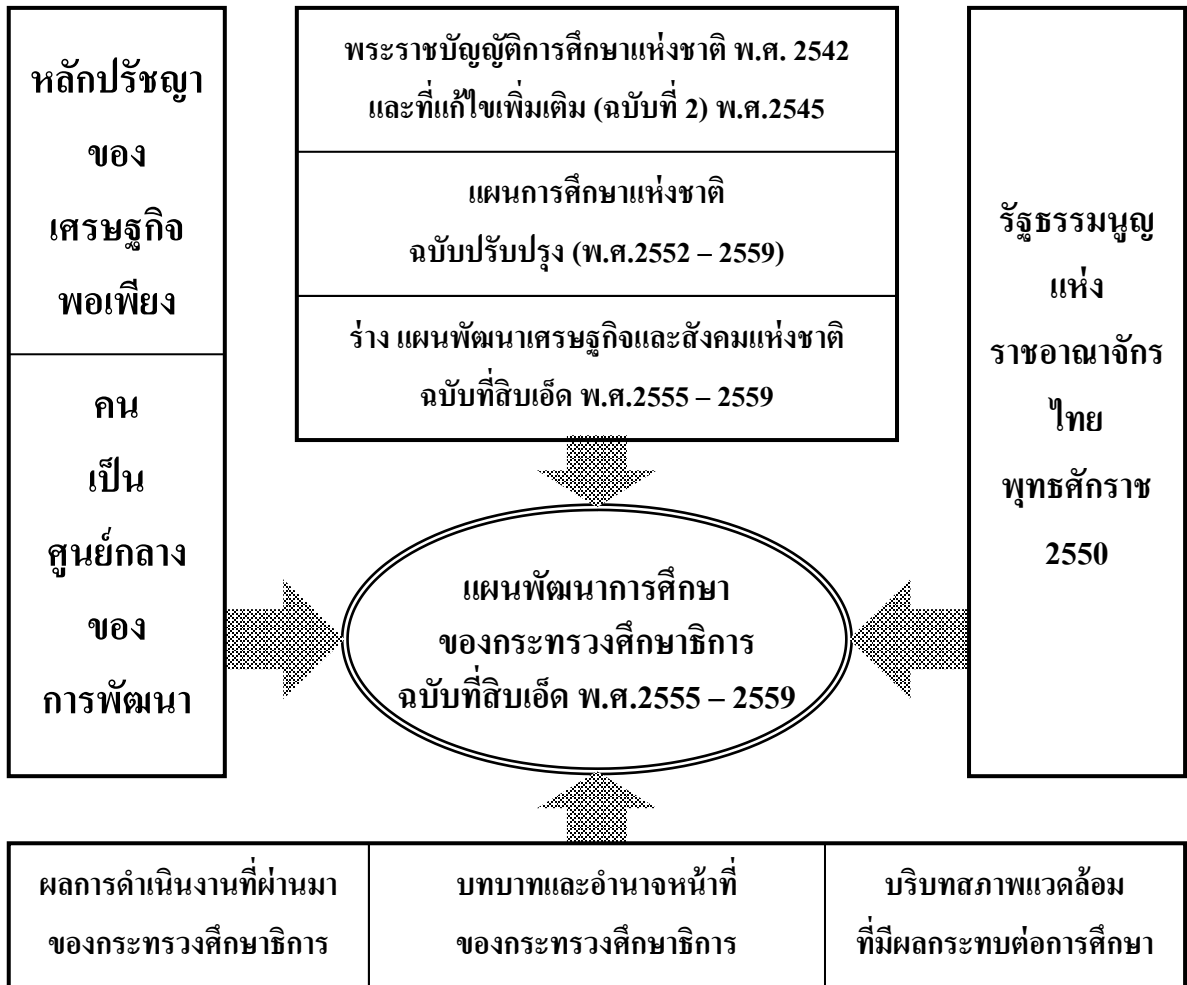 หลักปรัชญา
ของ
เศรษฐกิจ
พอเพียง
คน
เป็น
ศูนย์กลาง
ของ
การพัฒนา
พระราชบัญญัติการศึกษาแห่งชาติ พ.ศ. 2542
และที่แก้ไขเพิ่มเติม (ฉบับที่ 2) พ.ศ.2545
แผนการศึกษาแห่งชาติ
ฉบับปรับปรุง (พ.ศ.2552 – 2559)
ร่าง แผนพัฒนาเศรษฐกิจและสังคมแห่งชาติ
ฉบับที่สิบเอ็ด พ.ศ.2555 – 2559
แผนพัฒนาการศึกษา
ของกระทรวงศึกษาธิการ
ฉบับที่สิบเอ็ด พ.ศ.2555 – 2559
รัฐธรรมนูญ
แห่ง
ราชอาณาจักร
ไทย
พุทธศักราช
2550
ผลการดำเนินงานที่ผ่านมา
ของกระทรวงศึกษาธิการ
บทบาทและอำนาจหน้าที่
ของกระทรวงศึกษาธิการ
บริบทสภาพแวดล้อม
ที่มีผลกระทบต่อการศึกษา